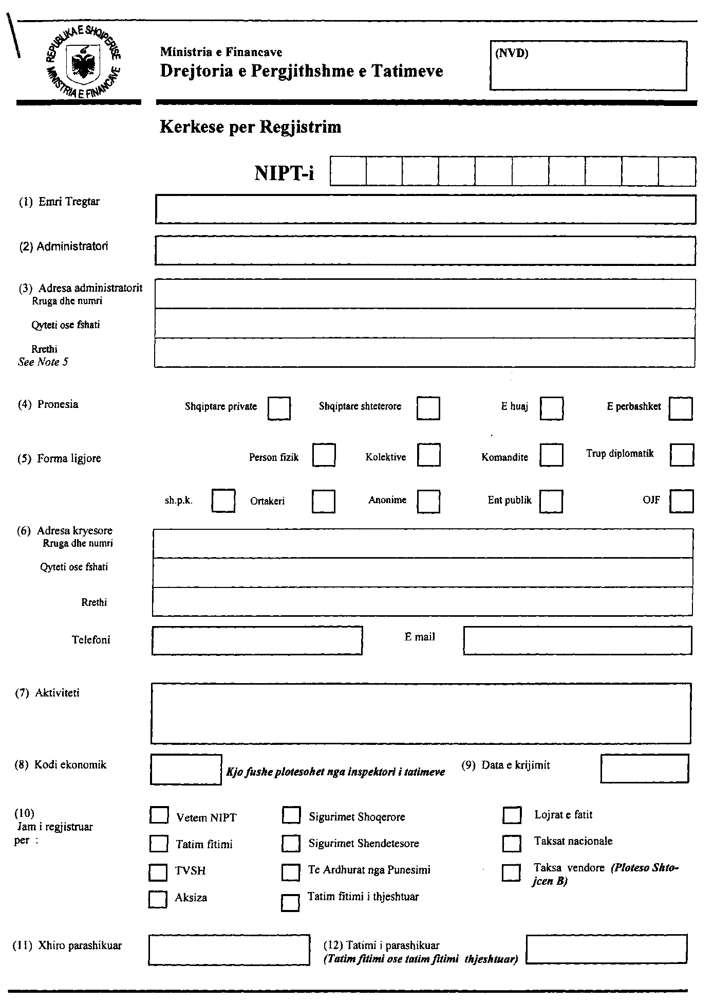 REPUBLIKA E SHQIPERISE
MINISTRIA E FINANCAVE
Ministria e Financave
Drejtoria e Pergjithshme e Tatimeve
(NVD)
Kerkese per Regjistrim
NIPT-i
(1) Emri Tregtar
(2) Administratori
(3) Adresa administratorit
Rruga dhe numri
Qyteti ose fshati
Rrethi
See Note 5
(4) Pronesia
Shqiptare private
Shqiptare shteterore
E huaj
E perbashket
(5) Forma ligjore
Person fizik
Kolektive
Komandite
Trup diplomatik
sh.p.k.
Ortakeri
Anonime
Ent publik
OJF
(6) Adresa kryesore
Rruga dhe numri
Qyteti ose fshati
Rrethi
Telefoni
E mail
(7) Aktiviteti
(8) Kodi ekonomik
Kjo fushe plotesohet nga inspektori i tatimeve
(9) Data e krijimit
(10)
Jam i regjistruar
per :
Vetem NIPT
Sigurimet Shoqerore
Lojrat e fatit
Tatim fitimi
Sigurimet Shendetesore
Taksat nacionale
TVSH
Te Ardhurat nga Punesimi
Taksa vendore (Ploteso Shto-
jcen B)
Aksiza
Tatim fitimi i thjeshtuar
(11) Xhiro parashikuar
(12) Tatimi i parashikuar
(Tatim fitimi ose tatim fitimi thjeshtuar)